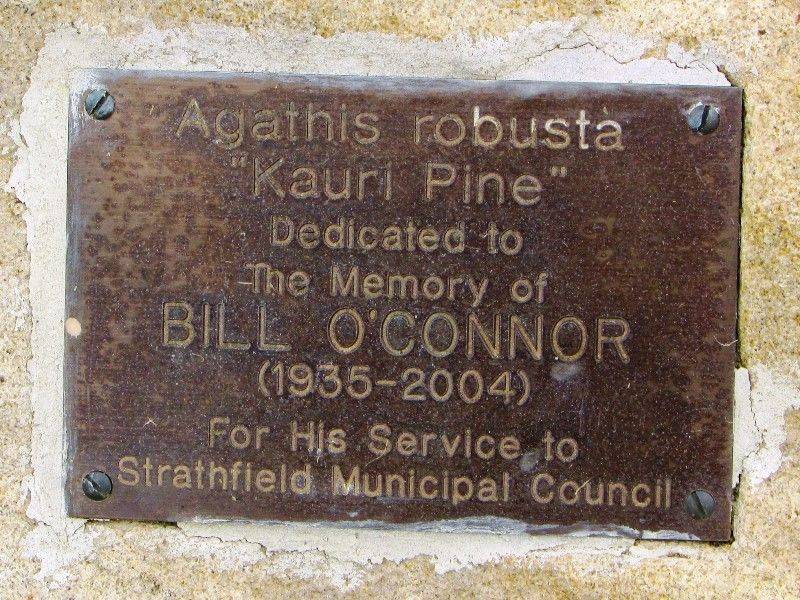 Agathis robusta
"Kauri Pine"
Dedicated to
The Memory of
BILL O'CONNOR
(1935-2004)
For His Service to
Strathfield Municipal Council